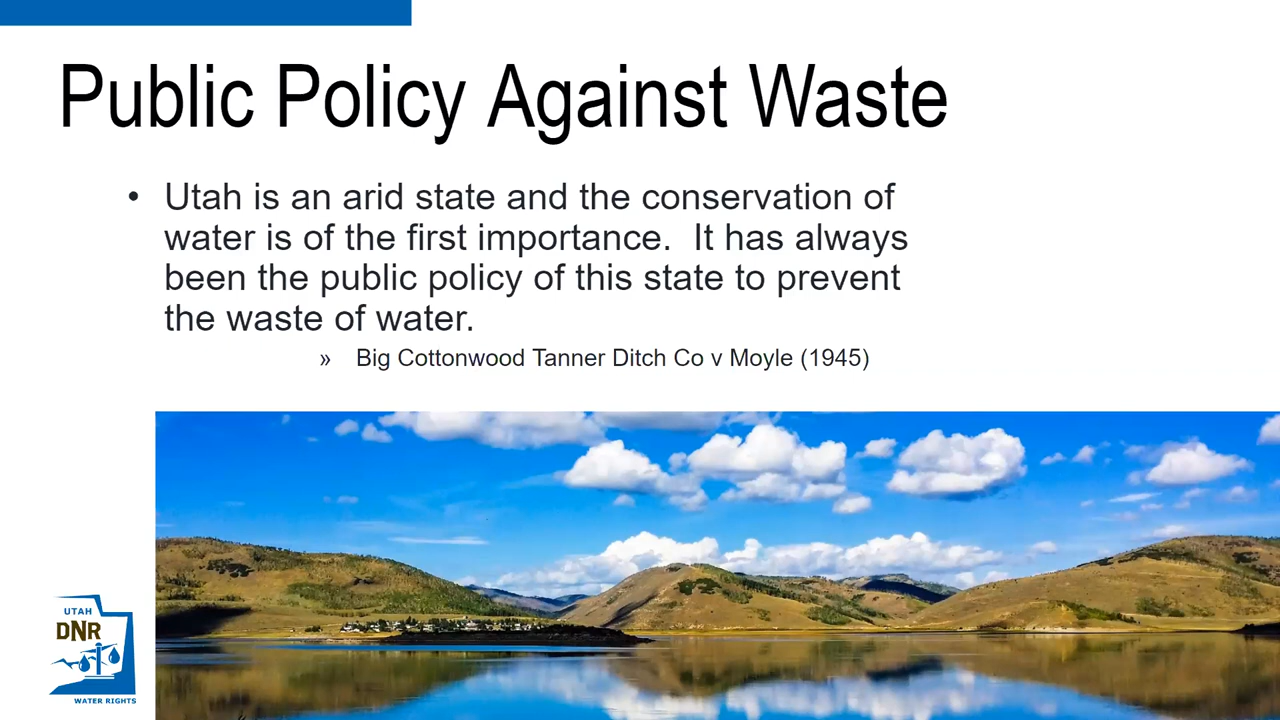 Public Policy Against Waste
• Utah is an arid state and the conservation of
water is of the first importance.  It has always
been the public policy of this state to prevent
the waste of water.
» Big Cottonwood Tanner Ditch Co v Moyle (1945)
UTAH
DNR
WATER RIGHTS